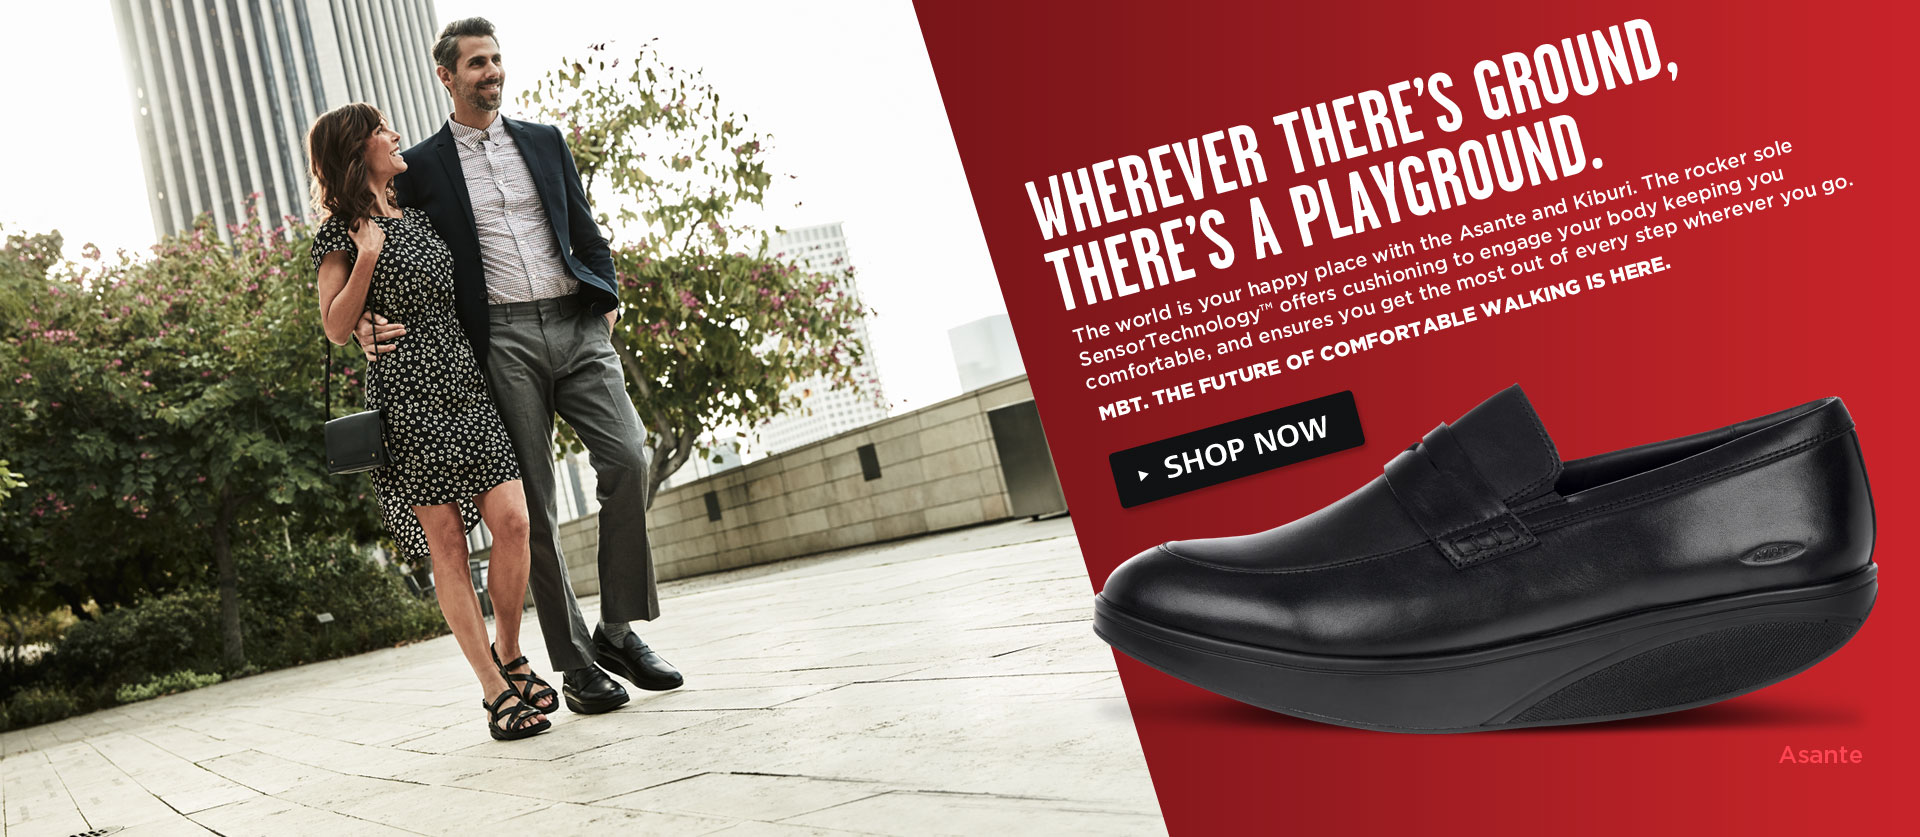 WHEREVER THERE'S GROUND,
THERE'S A PLAYGROUND.
The world is your happy place with the Asante and Kiburi. The rocker sole
SensorTechnology™ offers cushioning to engage your body keeping you
comfortable, and ensures you get the most out of every step wherever you go.
MBT. THE FUTURE OF COMFORTABLE WALKING IS HERE.
SHOP NOW
MBT
Asante